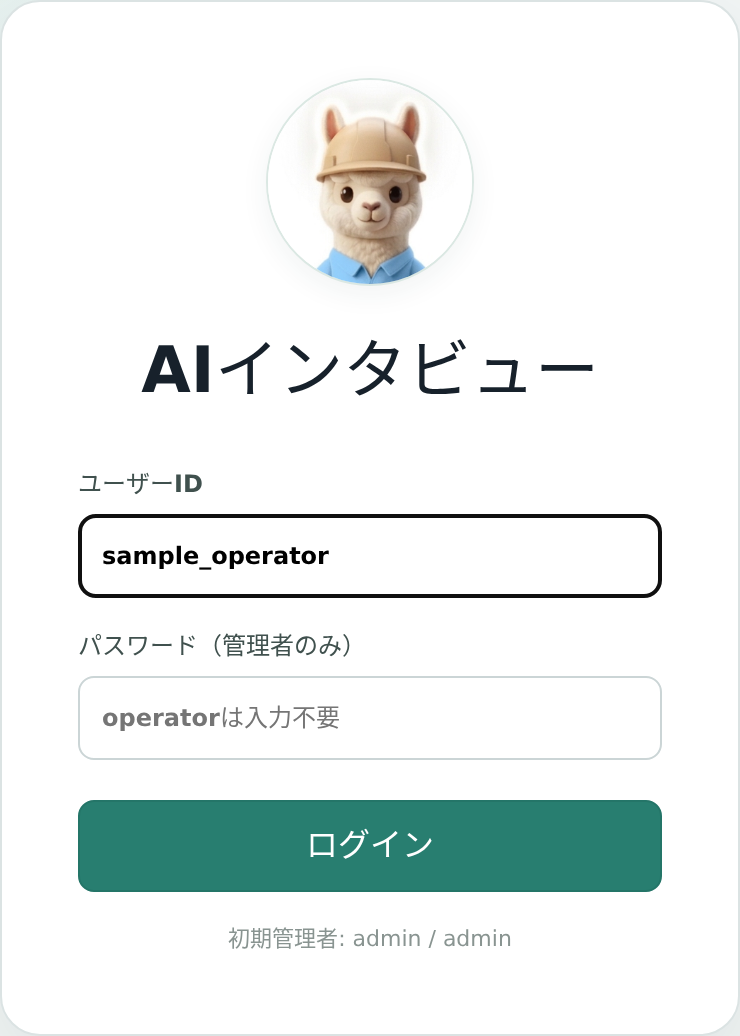 AIインタビュー
ユーザーID
sample_operator
パスワード（管理者のみ）
operatorは入力不要
ログイン
初期管理者: admin / admin